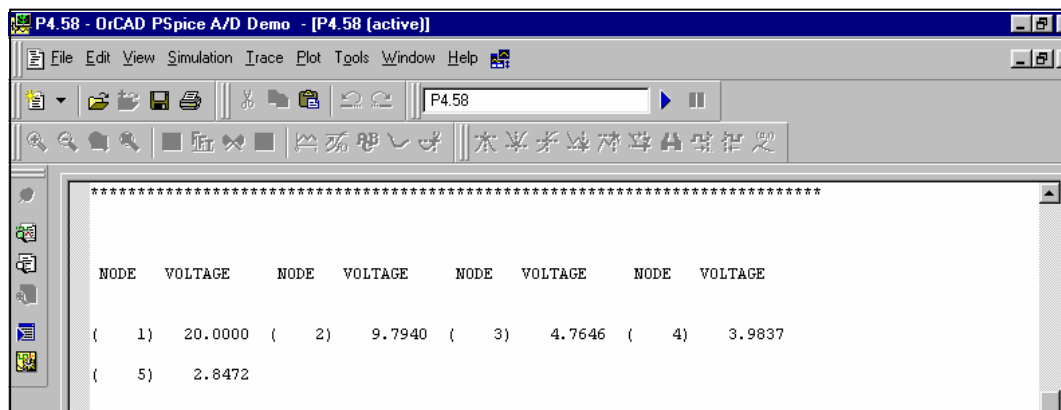 P4.58 - OrCAD PSpice A/D Demo - [P4.58 (active)]
File Edit View Simulation Trace Plot Tools Window Help
P4.58
********************************************************************************
NODE VOLTAGE NODE VOLTAGE NODE VOLTAGE NODE VOLTAGE
( 1) 20.0000 ( 2) 9.7940 ( 3) 4.7646 ( 4) 3.9837
( 5) 2.8472